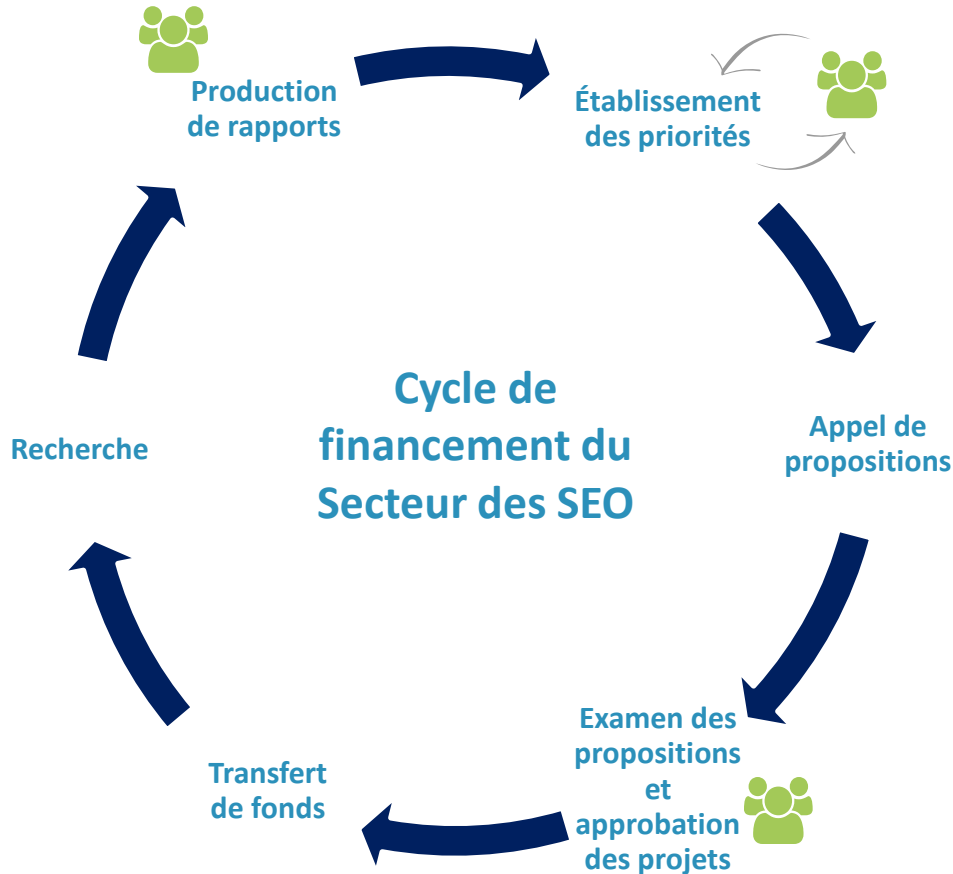 Production
de rapports
Établissement
des priorités
Cycle de
financement du
Secteur des SEO
Appel de
propositions
Recherche
Examen des
propositions
et
approbation
des projets
Transfert
de fonds